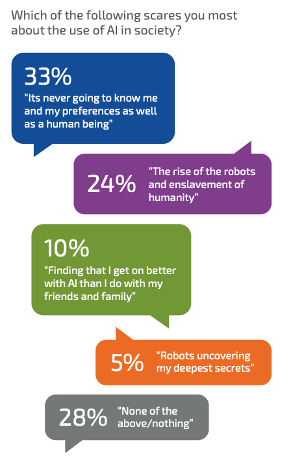 Which of the following scares you most
about the use of AI in society?
33%
“Its never going to know me
and my preferences as well
as a human being”
24%
“The rise of the robots
and enslavement of
humanity”
10%
“Finding that I get on better
with AI than I do with my
friends and family”
5%
“Robots uncovering
my deepest secrets”
28%
“None of the
above/nothing”